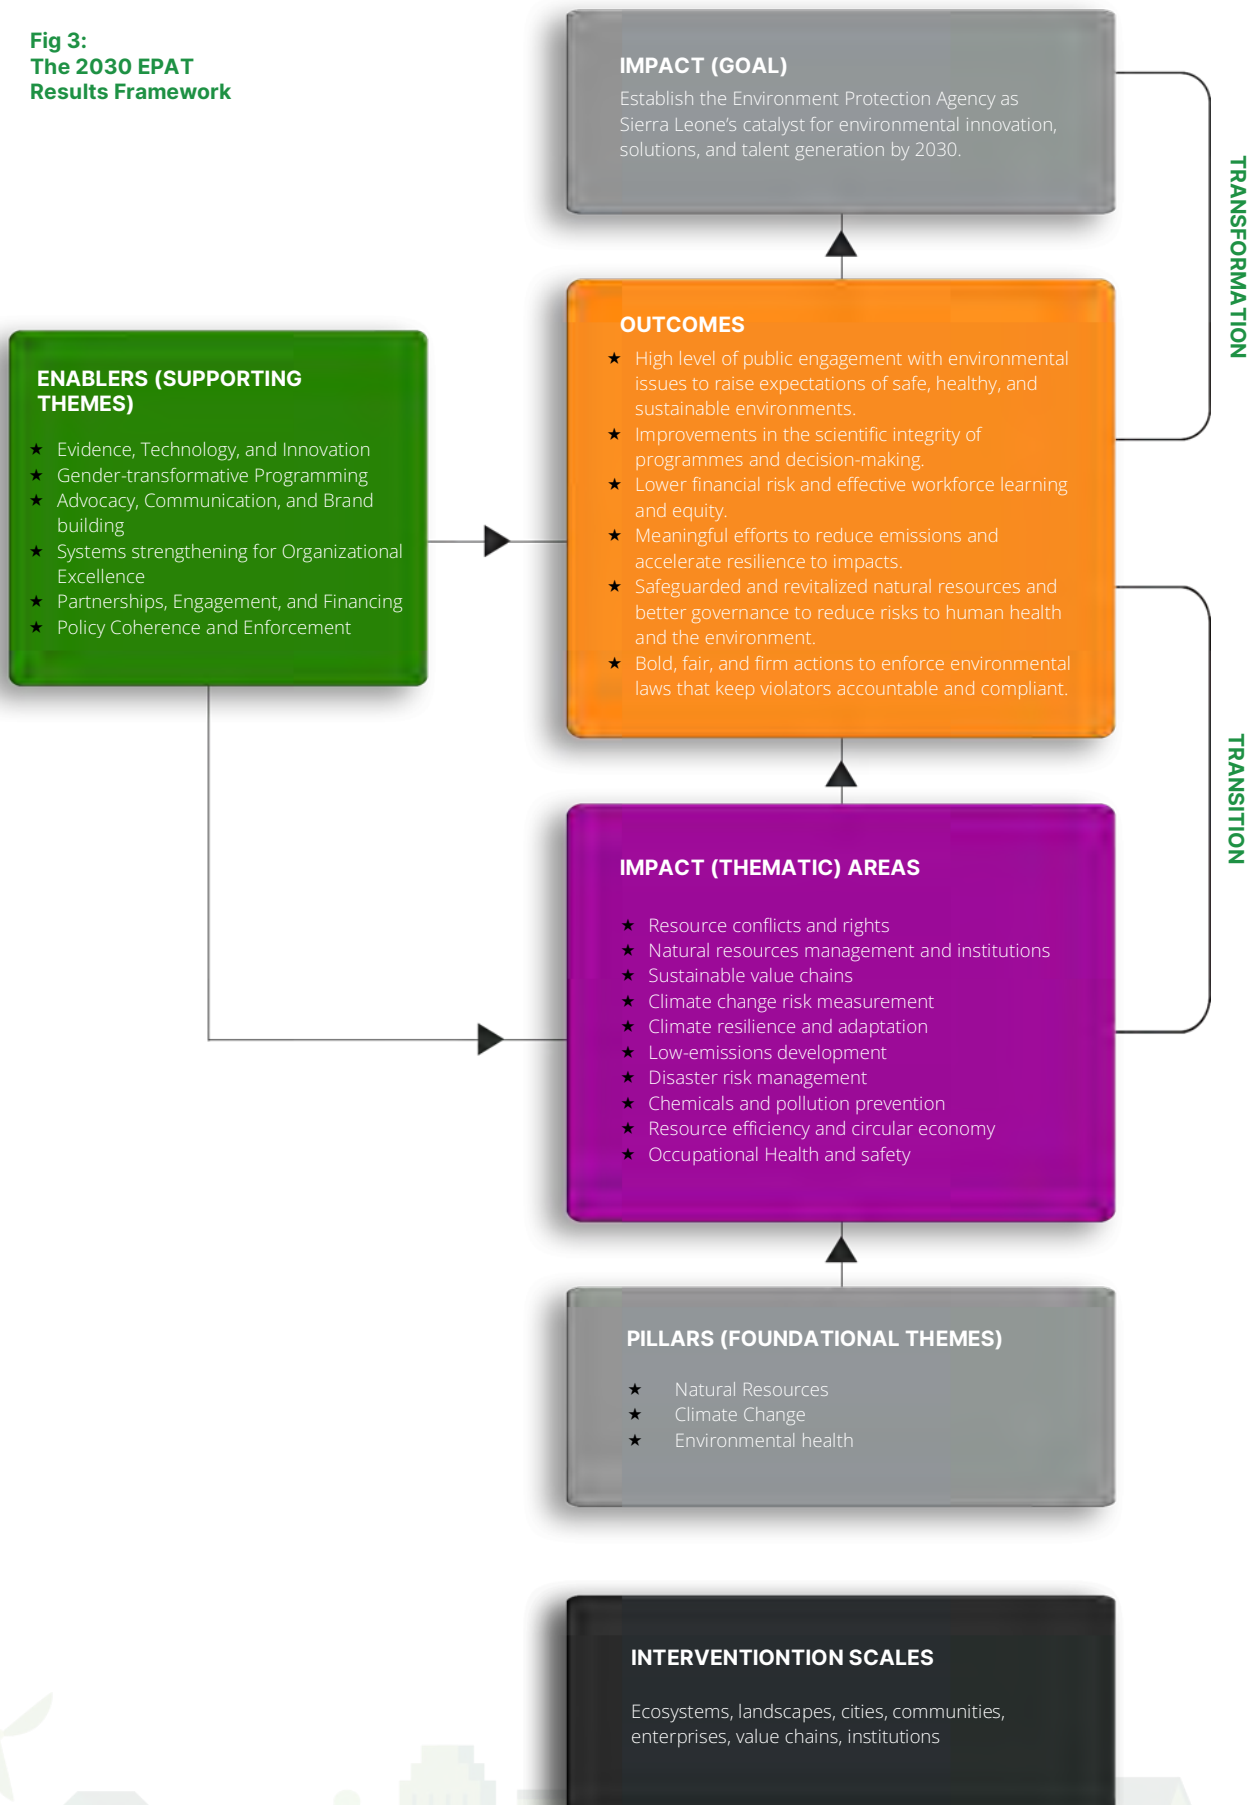 Fig 3:
The 2030 EPAT
Results Framework
IMPACT (GOAL)
Establish the Environment Protection Agency as
Sierra Leone’s catalyst for environmental innovation,
solutions, and talent generation by 2030.
TRANSFORMATION
OUTCOMES
★ High level of public engagement with environmental
issues to raise expectations of safe, healthy, and
sustainable environments.
★ Improvements in the scientific integrity of
programmes and decision-making.
★ Lower financial risk and effective workforce learning
and equity.
★ Meaningful efforts to reduce emissions and
accelerate resilience to impacts.
★ Safeguarded and revitalized natural resources and
better governance to reduce risks to human health
and the environment.
★ Bold, fair, and firm actions to enforce environmental
laws that keep violators accountable and compliant.
ENABLERS (SUPPORTING
THEMES)
★ Evidence, Technology, and Innovation
★ Gender-transformative Programming
★ Advocacy, Communication, and Brand
building
★ Systems strengthening for Organizational
Excellence
★ Partnerships, Engagement, and Financing
★ Policy Coherence and Enforcement
TRANSITION
IMPACT (THEMATIC) AREAS
★ Resource conflicts and rights
★ Natural resources management and institutions
★ Sustainable value chains
★ Climate change risk measurement
★ Climate resilience and adaptation
★ Low-emissions development
★ Disaster risk management
★ Chemicals and pollution prevention
★ Resource efficiency and circular economy
★ Occupational Health and safety
PILLARS (FOUNDATIONAL THEMES)
★ Natural Resources
★ Climate Change
★ Environmental health
INTERVENTIONTION SCALES
Ecosystems, landscapes, cities, communities,
enterprises, value chains, institutions